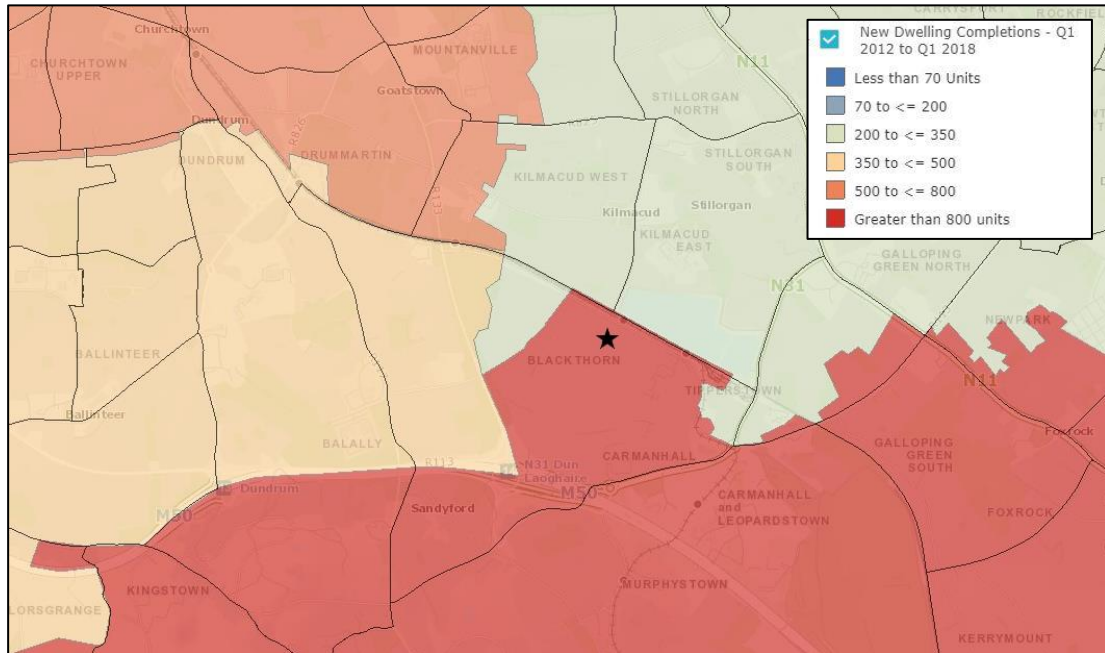 New Dwelling Completions - Q1
2012 to Q1 2018
Less than 70 Units
70 to <= 200
200 to <= 350
350 to <= 500
500 to <= 800
Greater than 800 units
CARRYSFORT
ROCKFIELD
Churchtown
CHURCHTOWN
UPPER
MOUNTANVILLE
Goatstown
N11
STILLORGAN
NORTH
Dundrum
R826
DUNDRUM
DRUMMARTIN
STILLORGAN
SOUTH
KILMACUD WEST
R133
Kilmacud
Stillorgan
KILMACUD
EAST
GALLOPING
GREEN NORTH
N31
NEWPARK
BALLINTEER
BLACKTHORN
TIPPERSTOWN
N11
Ballinteer
BALALLY
Foxrock
GALLOPING
GREEN
SOUTH
R113
CARMANHALL
N31 Dun
Laoghaire
Dundrum
M50
M50
Sandyford
CARMANHALL
and
LEOPARDSTOWN
FOXROCK
KINGSTOWN
MURPHYSTOWN
LORSGRANGE
KERRYMOUNT